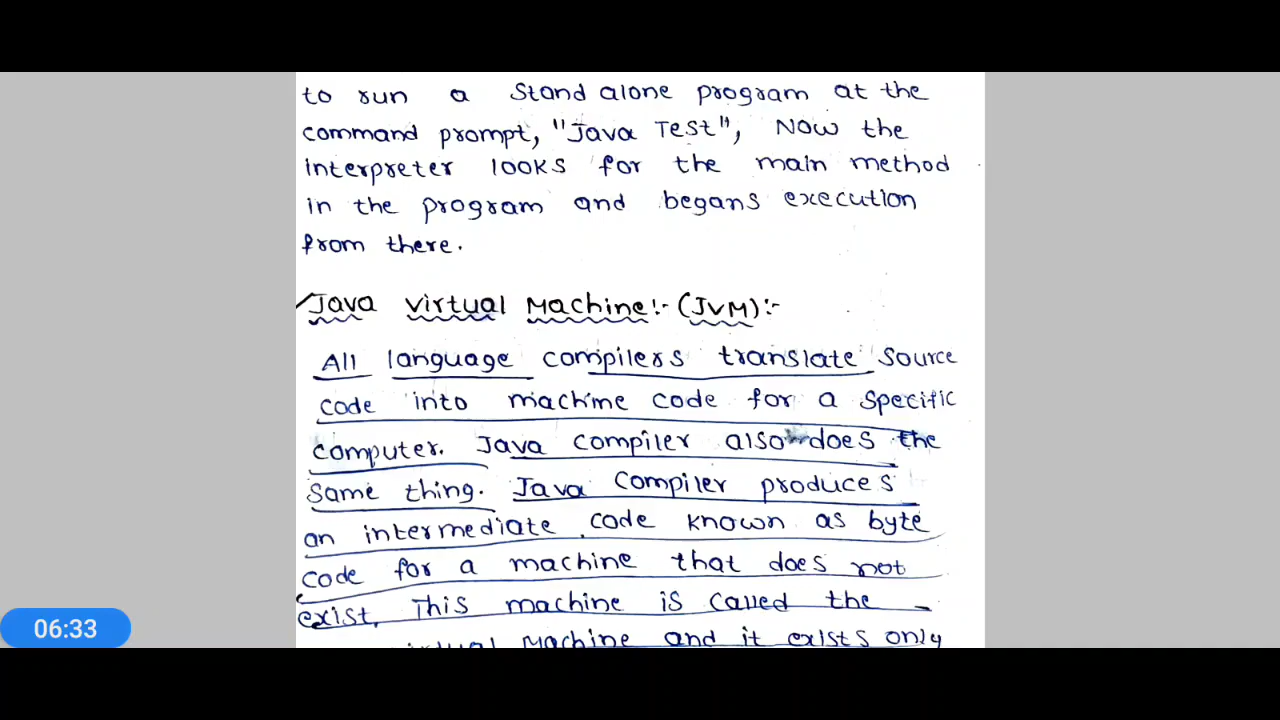 to run a stand alone program at the
command prompt, "Java Test", Now the
interpreter looks for the main method
in the program and begans execution
from there.
Java Virtual Machine:- (JVM):-
All language compilers translate source
code into machine code for a specific
computer. Java compiler also does the
same thing. Java compiler produces
an intermediate code known as byte
code for a machine that does not
exist. This machine is called the
machine and it exists only
06:33